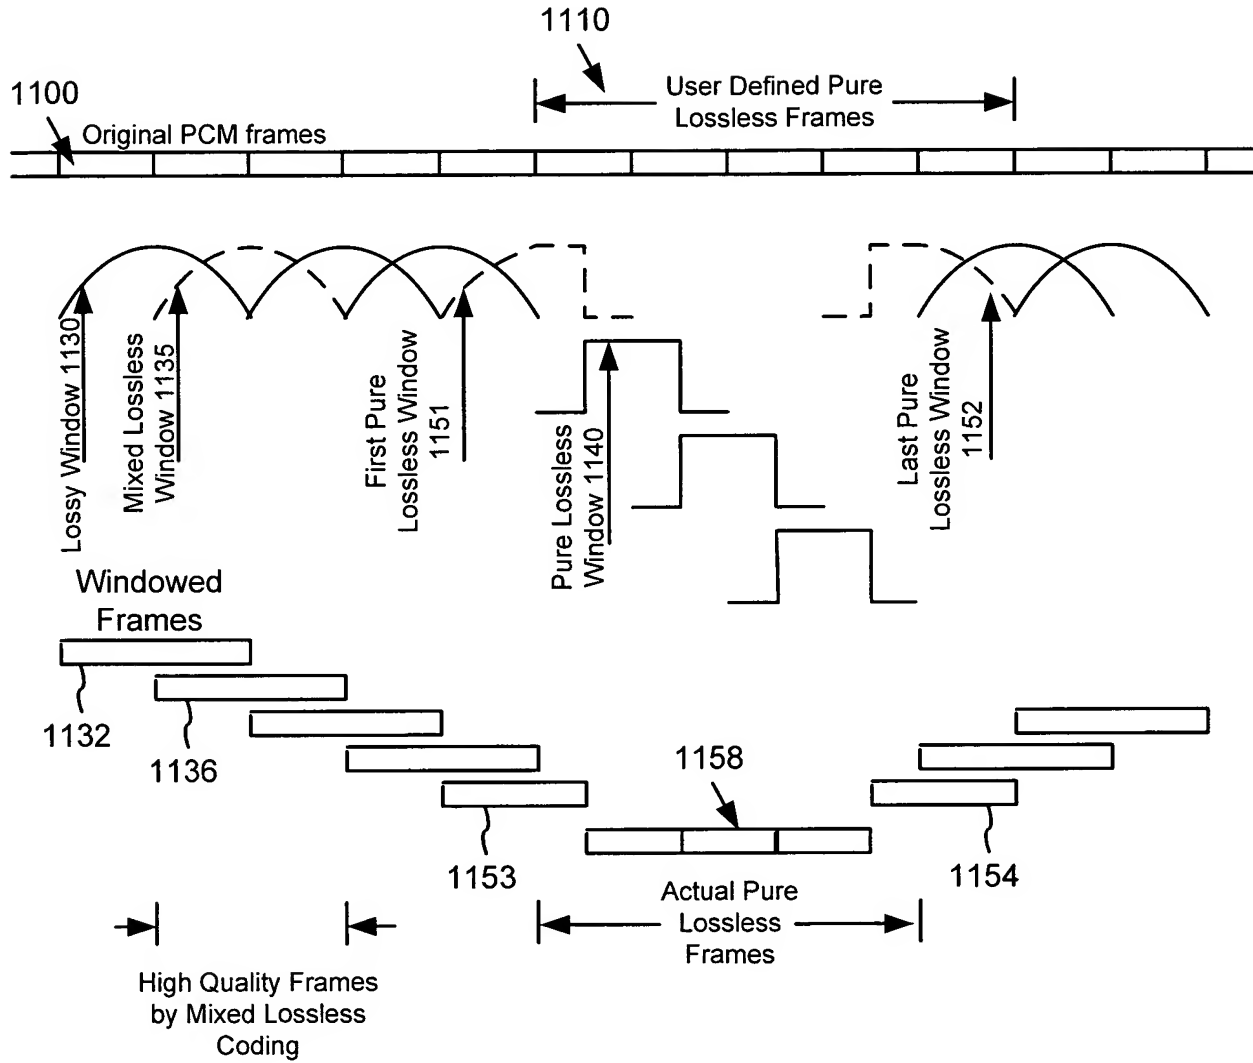 1110
1100
User Defined Pure
Lossless Frames
Original PCM frames
Lossy Window 1130
Mixed Lossless
Window 1135
First Pure
Lossless Window
1151
Pure Lossless
Window 1140
Last Pure
Lossless Window
1152
Windowed
Frames
1132
1136
1158
1153
1154
Actual Pure
Lossless
Frames
High Quality Frames
by Mixed Lossless
Coding